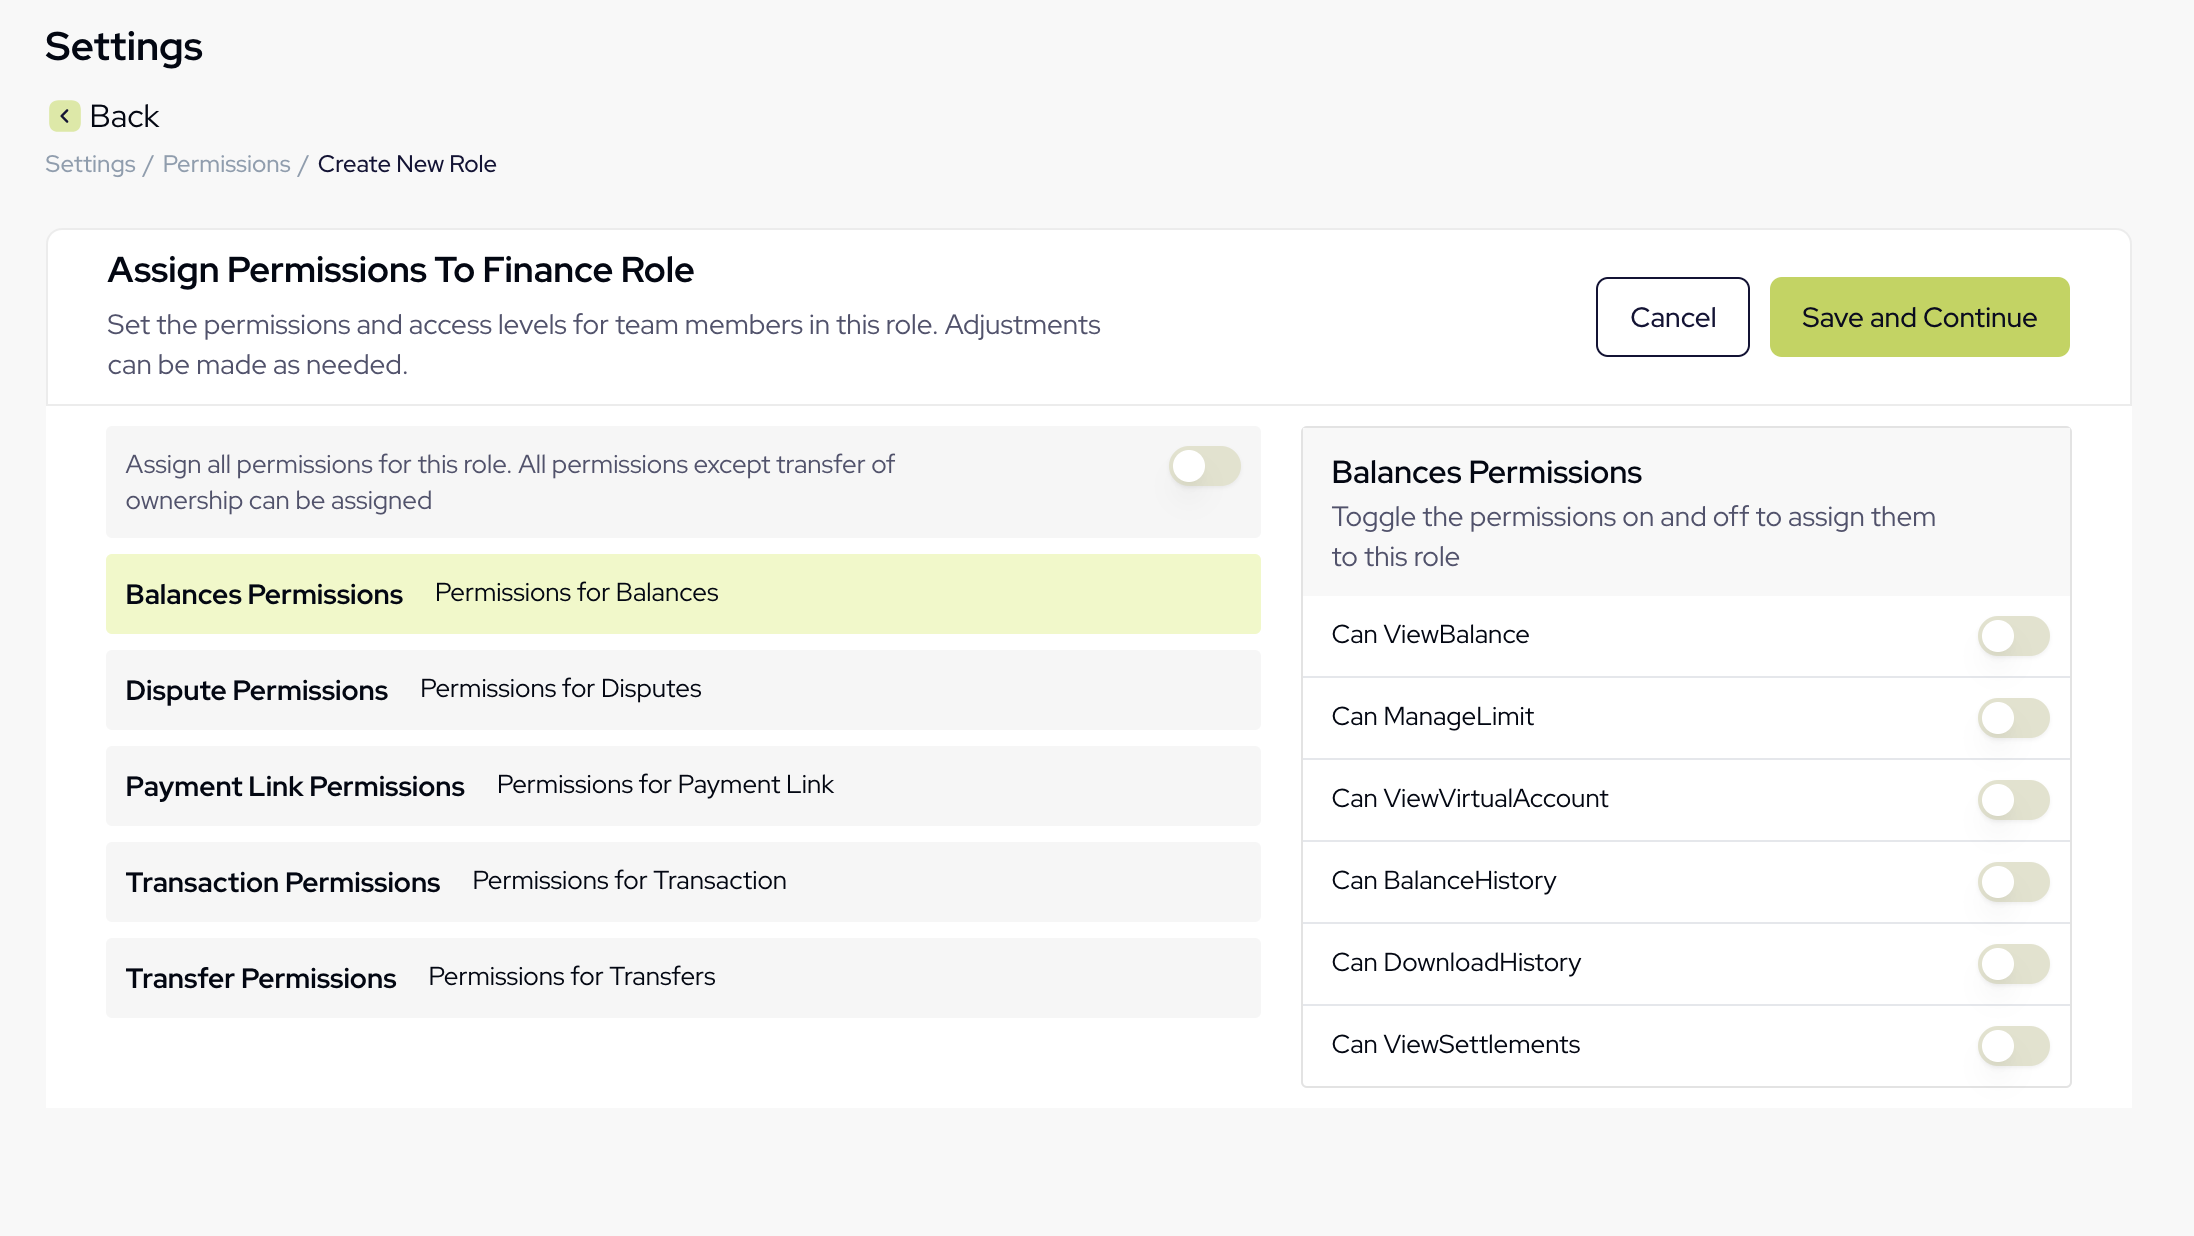 Settings
Back
Settings / Permissions / Create New Role
Assign Permissions To Finance Role
Set the permissions and access levels for team members in this role. Adjustments
can be made as needed.
Cancel
Save and Continue
Assign all permissions for this role. All permissions except transfer of
ownership can be assigned
Balances Permissions Permissions for Balances
Dispute Permissions Permissions for Disputes
Payment Link Permissions Permissions for Payment Link
Transaction Permissions Permissions for Transaction
Transfer Permissions Permissions for Transfers
Balances Permissions
Toggle the permissions on and off to assign them
to this role
Can ViewBalance
Can ManageLimit
Can ViewVirtualAccount
Can BalanceHistory
Can DownloadHistory
Can ViewSettlements